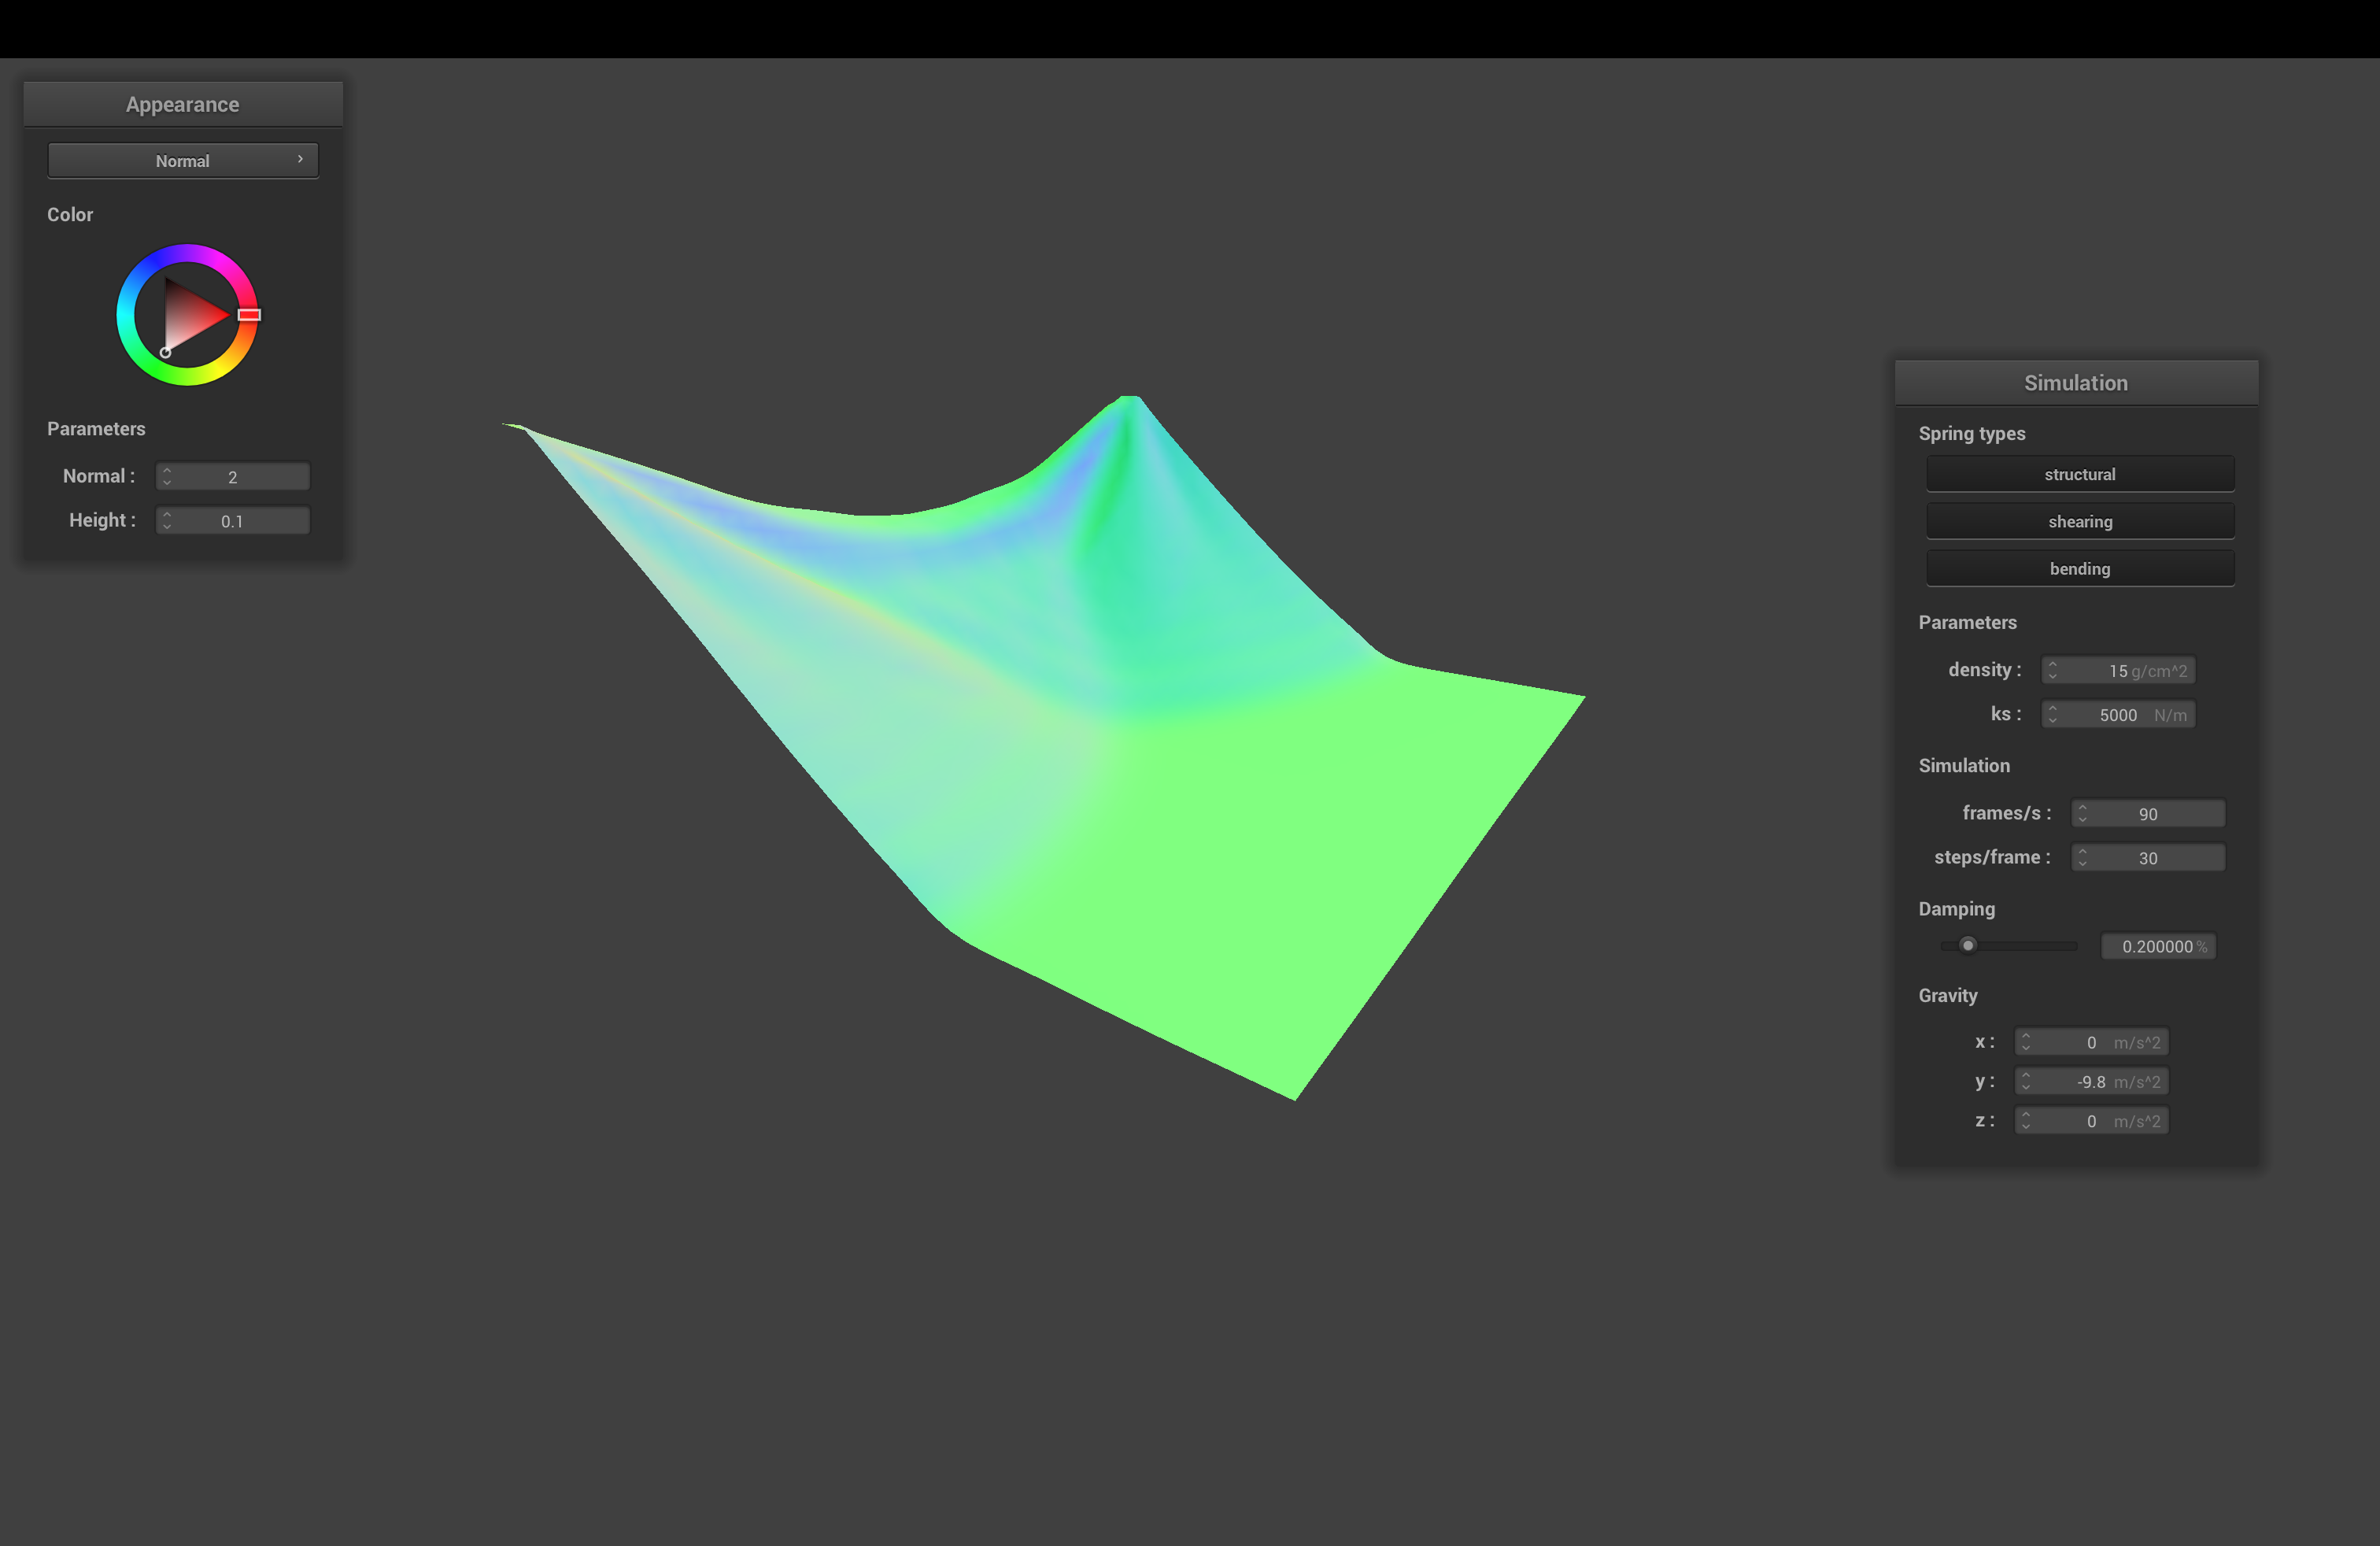 Appearance
Normal
Color
Parameters
Normal : 2
Height : 0.1
Simulation
Spring types
structural
shearing
bending
Parameters
density : 15 g/cm^2
ks : 5000 N/m
Simulation
frames/s : 90
steps/frame : 30
Damping
0.200000 %
Gravity
x : 0 m/s^2
y : -9.8 m/s^2
z : 0 m/s^2